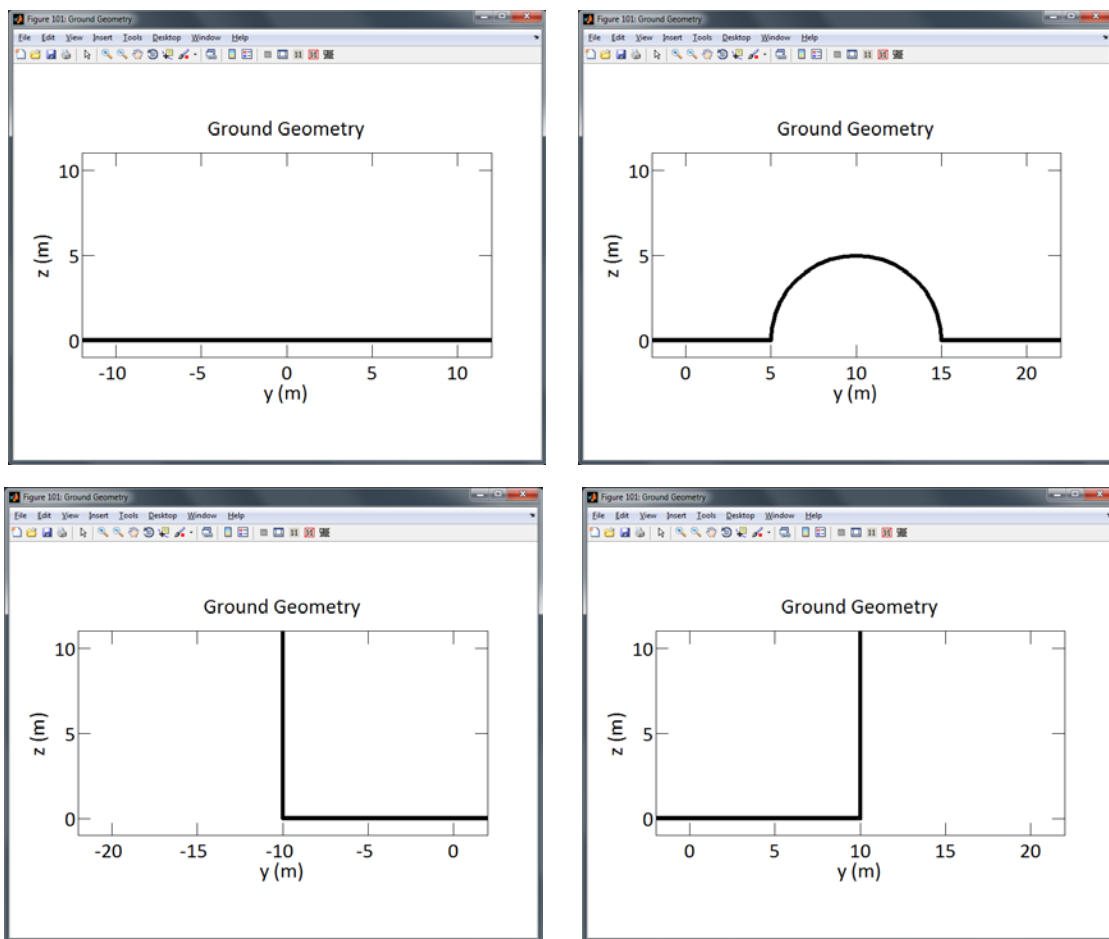 Figure 101: Ground Geometry
File Edit View Insert Tools Desktop Window Help
Ground Geometry
10
5
0
z (m)
-10 -5 0 5 10
y (m)
Figure 101: Ground Geometry
File Edit View Insert Tools Desktop Window Help
Ground Geometry
10
5
0
z (m)
0 5 10 15 20
y (m)
Figure 101: Ground Geometry
File Edit View Insert Tools Desktop Window Help
Ground Geometry
10
5
0
z (m)
-20 -15 -10 -5 0
y (m)
Figure 101: Ground Geometry
File Edit View Insert Tools Desktop Window Help
Ground Geometry
10
5
0
z (m)
0 5 10 15 20
y (m)